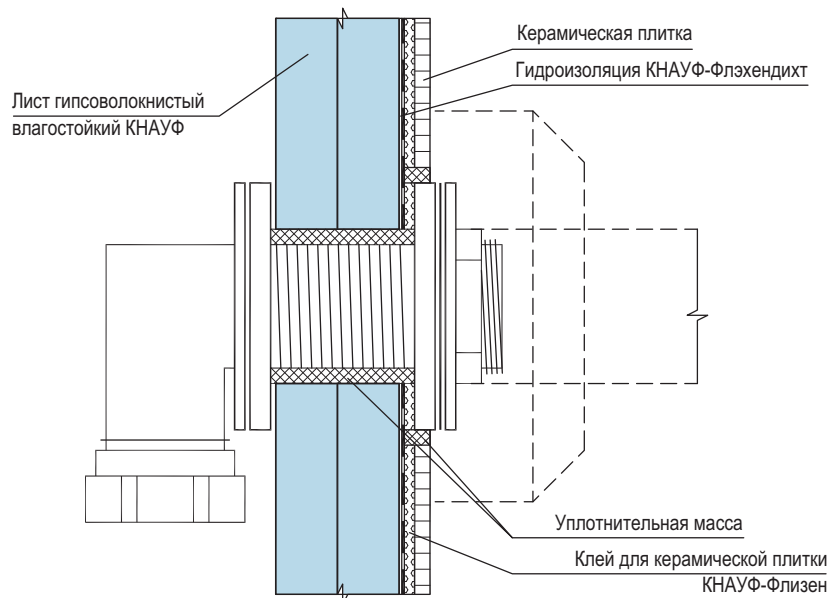 Керамическая плитка
Гидроизоляция КНАУФ-Флэхендихт
Лист гипсоволокнистый
влагостойкий КНАУФ
Уплотнительная масса
Клей для керамической плитки
КНАУФ-Флизен